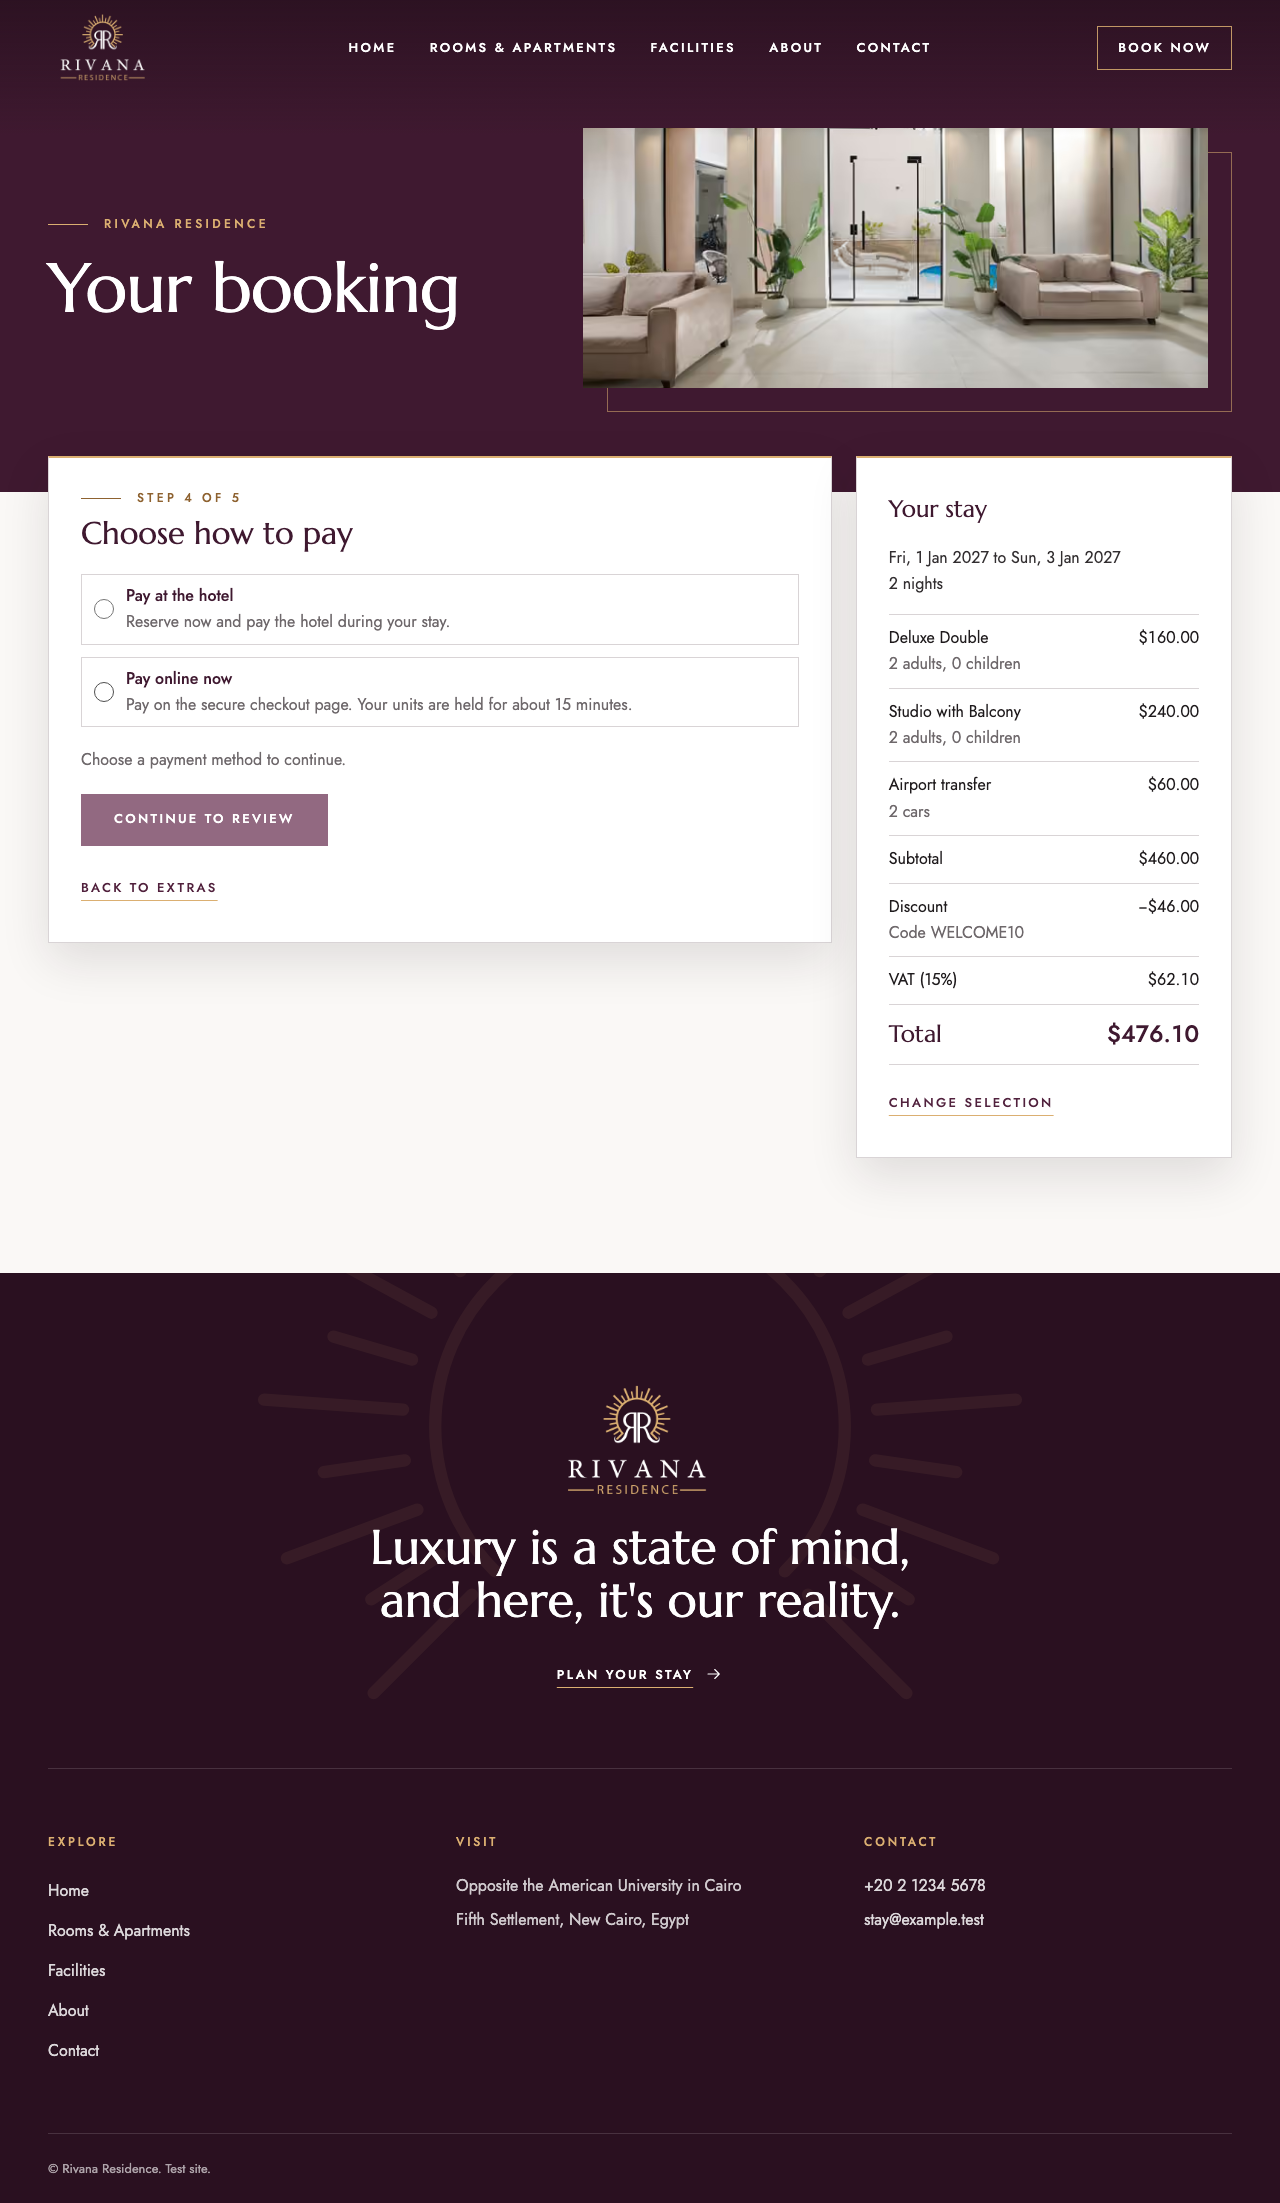 RIVANA
RESIDENCE
HOME
ROOMS & APARTMENTS
FACILITIES
ABOUT
CONTACT
BOOK NOW
RIVANA RESIDENCE
Your booking
STEP 4 OF 5
Choose how to pay
Pay at the hotel
Reserve now and pay the hotel during your stay.
Pay online now
Pay on the secure checkout page. Your units are held for about 15 minutes.
Choose a payment method to continue.
CONTINUE TO REVIEW
BACK TO EXTRAS
Your stay
Fri, 1 Jan 2027 to Sun, 3 Jan 2027
2 nights
Deluxe Double $160.00
2 adults, 0 children
Studio with Balcony $240.00
2 adults, 0 children
Airport transfer $60.00
2 cars
Subtotal $460.00
Discount −$46.00
Code WELCOME10
VAT (15%) $62.10
Total $476.10
CHANGE SELECTION
RIVANA
RESIDENCE
Luxury is a state of mind,
and here, it's our reality.
PLAN YOUR STAY →
EXPLORE
Home
Rooms & Apartments
Facilities
About
Contact
VISIT
Opposite the American University in Cairo
Fifth Settlement, New Cairo, Egypt
CONTACT
+20 2 1234 5678
stay@example.test
© Rivana Residence. Test site.